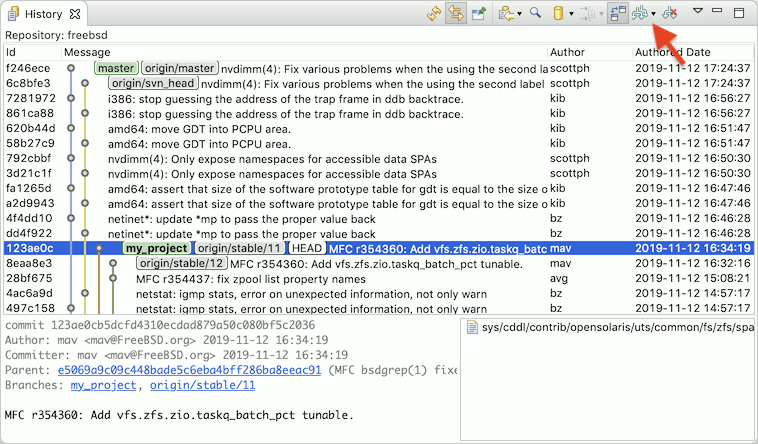 History
Repository: freebsd
Id Message Author Authored Date
f246ece master origin/master nvdimm(4): Fix various problems when the using the second la scottph 2019-11-12 17:24:37
6c8bfe3 origin/svn_head nvdimm(4): Fix various problems when the using the second label scottph 2019-11-12 17:24:37
7281972 i386: stop guessing the address of the trap frame in ddb backtrace. kib 2019-11-12 16:56:27
861ca88 i386: stop guessing the address of the trap frame in ddb backtrace. kib 2019-11-12 16:56:27
620b44d amd64: move GDT into PCPU area. kib 2019-11-12 16:51:47
58b27c9 amd64: move GDT into PCPU area. kib 2019-11-12 16:51:47
792cbbf nvdimm(4): Only expose namespaces for accessible data SPAs scottph 2019-11-12 16:50:30
3d21c1f nvdimm(4): Only expose namespaces for accessible data SPAs scottph 2019-11-12 16:50:30
fa1265d amd64: assert that size of the software prototype table for gdt is equal to the size o kib 2019-11-12 16:47:46
a2d9943 amd64: assert that size of the software prototype table for gdt is equal to the size o kib 2019-11-12 16:47:46
4f4dd10 netinet*: update *mp to pass the proper value back bz 2019-11-12 16:46:28
dd4f922 netinet*: update *mp to pass the proper value back bz 2019-11-12 16:46:28
123ae0c my_project origin/stable/11 HEAD MFC r354360: Add vfs.zfs.zio.taskq_batc mav 2019-11-12 16:34:19
8eaa8e3 origin/stable/12 MFC r354360: Add vfs.zfs.zio.taskq_batch_pct tunable. mav 2019-11-12 16:32:16
28bf675 MFC r354437: fix zpool list property names avg 2019-11-12 15:08:21
4ac6a9d netstat: igmp stats, error on unexpected information, not only warn bz 2019-11-12 14:57:17
497c158 netstat: igmp stats, error on unexpected information, not only warn bz 2019-11-12 14:57:17
commit 123ae0cb5dcfd4310ecdad879a50c080bf5c2036
Author: mav <mav@FreeBSD.org> 2019-11-12 16:34:19
Committer: mav <mav@FreeBSD.org> 2019-11-12 16:34:19
Parent: e5069a9c09c448bade5c6eba4bff286ba8eeac91 (MFC bsdgrep(1) fixe
Branches: my_project, origin/stable/11
MFC r354360: Add vfs.zfs.zio.taskq_batch_pct tunable.
sys/cddl/contrib/opensolaris/uts/common/fs/zfs/spa